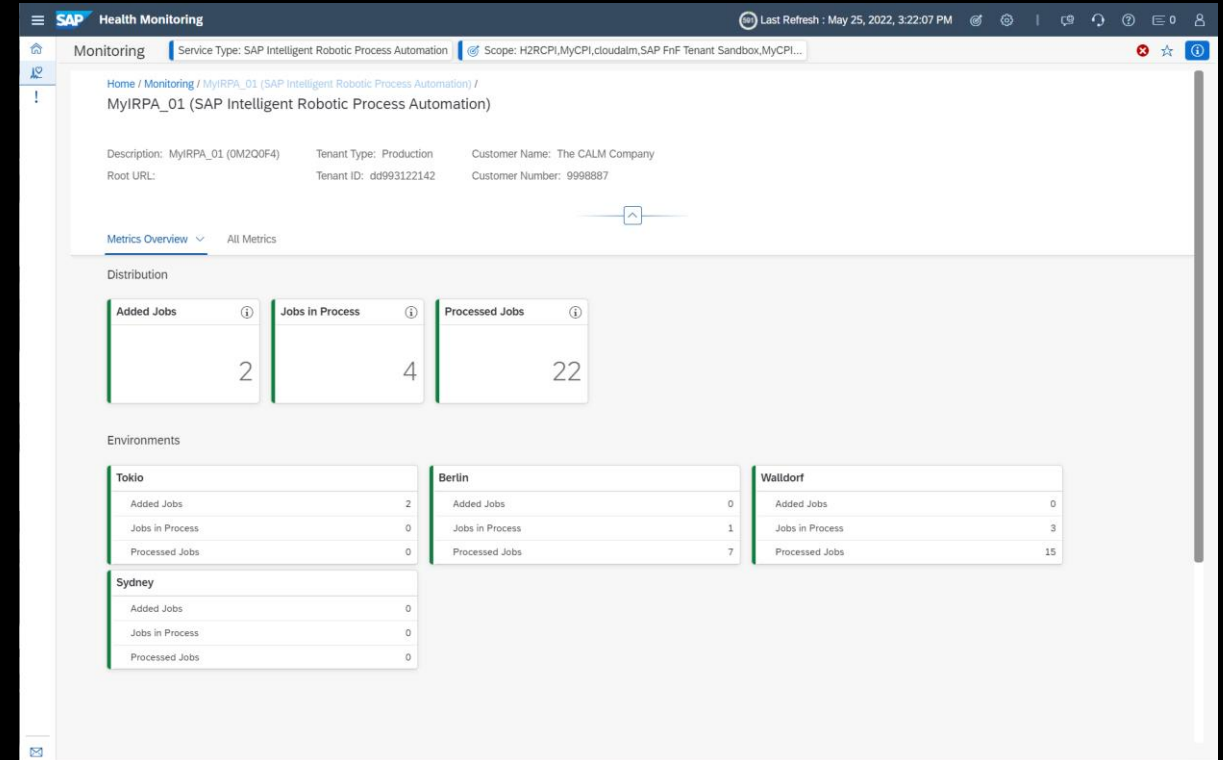 SAP Health Monitoring Last Refresh : May 25, 2022, 3:22:07 PM 0
Monitoring Service Type: SAP Intelligent Robotic Process Automation Scope: H2RCPI,MyCPI,cloudalm,SAP FnF Tenant Sandbox,MyCPI...
Home / Monitoring / MyIRPA_01 (SAP Intelligent Robotic Process Automation) /
MyIRPA_01 (SAP Intelligent Robotic Process Automation)
Description: MyIRPA_01 (0M2Q0F4) Tenant Type: Production Customer Name: The CALM Company
Root URL: Tenant ID: dd993122142 Customer Number: 9998887
Metrics Overview All Metrics
Distribution
Added Jobs Jobs in Process Processed Jobs
2 4 22
Environments
Tokio Berlin Walldorf
Added Jobs 2 Added Jobs 0 Added Jobs 0
Jobs in Process 0 Jobs in Process 1 Jobs in Process 3
Processed Jobs 0 Processed Jobs 7 Processed Jobs 15
Sydney
Added Jobs 0
Jobs in Process 0
Processed Jobs 0